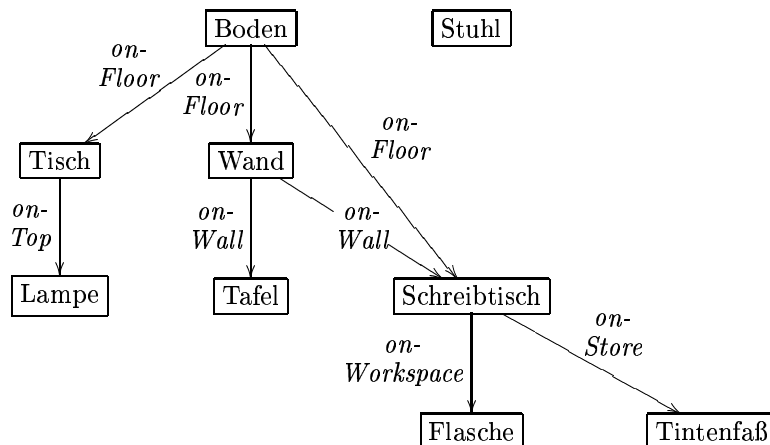 Boden
Stuhl
on-
Floor
on-
Floor
on-
Floor
Tisch
Wand
on-
Top
on-
Wall
on-
Wall
Lampe
Tafel
Schreibtisch
on-
Workspace
on-
Store
Flasche
Tintenfaß